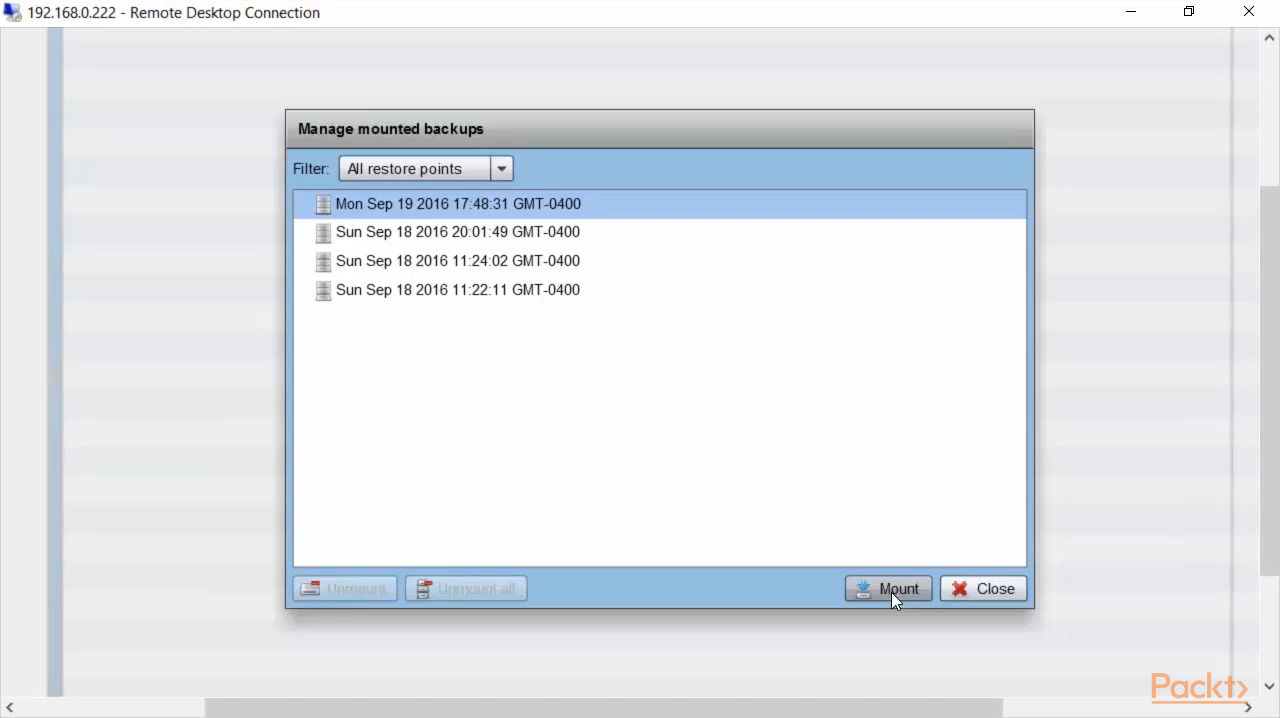 192.168.0.222 - Remote Desktop Connection
Manage mounted backups
Filter: All restore points
Mon Sep 19 2016 17:48:31 GMT-0400
Sun Sep 18 2016 20:01:49 GMT-0400
Sun Sep 18 2016 11:24:02 GMT-0400
Sun Sep 18 2016 11:22:11 GMT-0400
Unmount Unmount all Mount Close
Packt